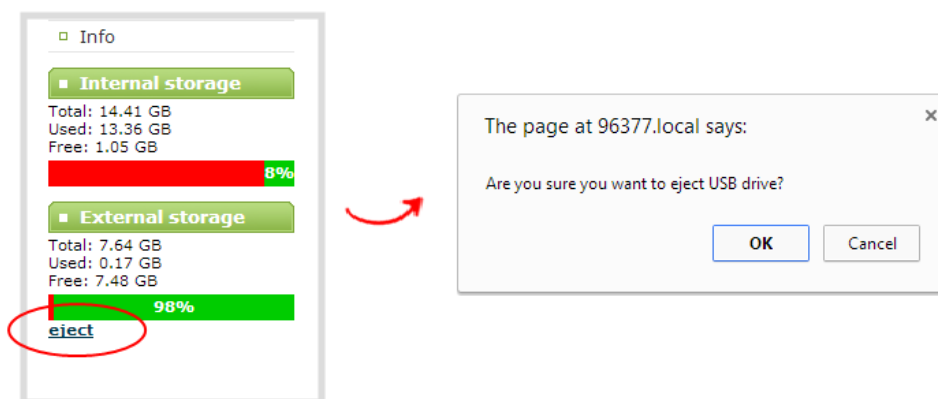 Info
Internal storage
Total: 14.41 GB
Used: 13.36 GB
Free: 1.05 GB
8%
External storage
Total: 7.64 GB
Used: 0.17 GB
Free: 7.48 GB
98%
eject
The page at 96377.local says:
Are you sure you want to eject USB drive?
OK Cancel